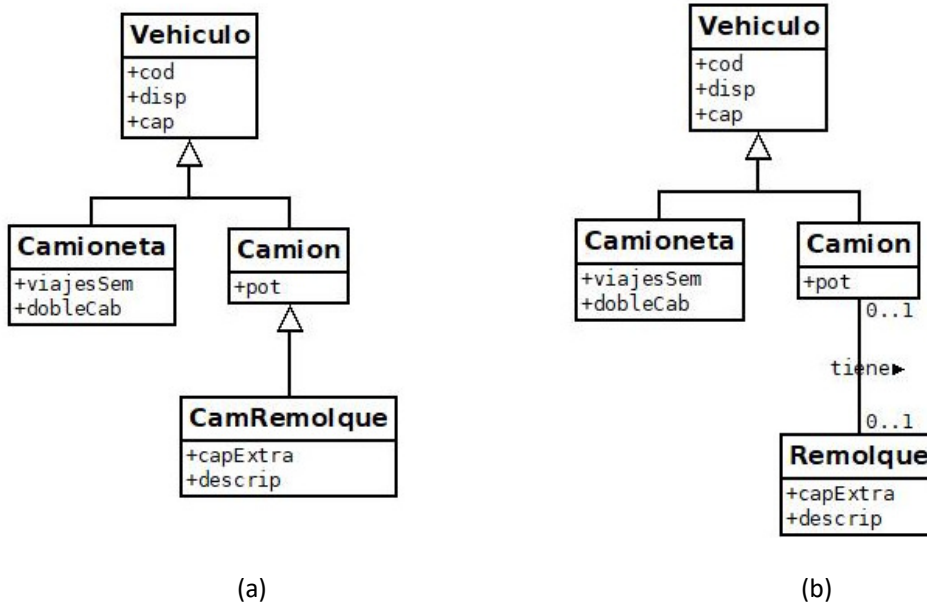 Vehiculo
+cod
+disp
+cap
Camioneta
+viajesSem
+dobleCab
Camion
+pot
CamRemolque
+capExtra
+descrip
(a)
Vehiculo
+cod
+disp
+cap
Camioneta
+viajesSem
+dobleCab
Camion
+pot
0..1
tiene
0..1
Remolque
+capExtra
+descrip
(b)